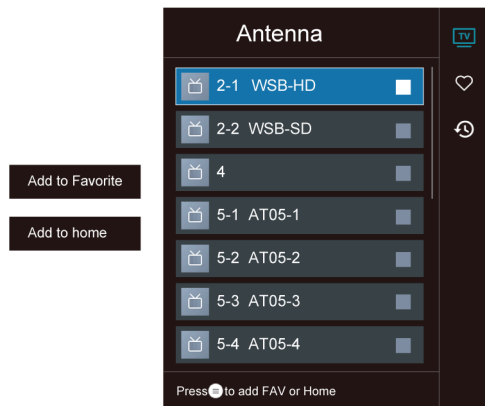 Antenna
TV
2-1 WSB-HD
2-2 WSB-SD
4
Add to Favorite
5-1 AT05-1
Add to home
5-2 AT05-2
5-3 AT05-3
5-4 AT05-4
Press to add FAV or Home